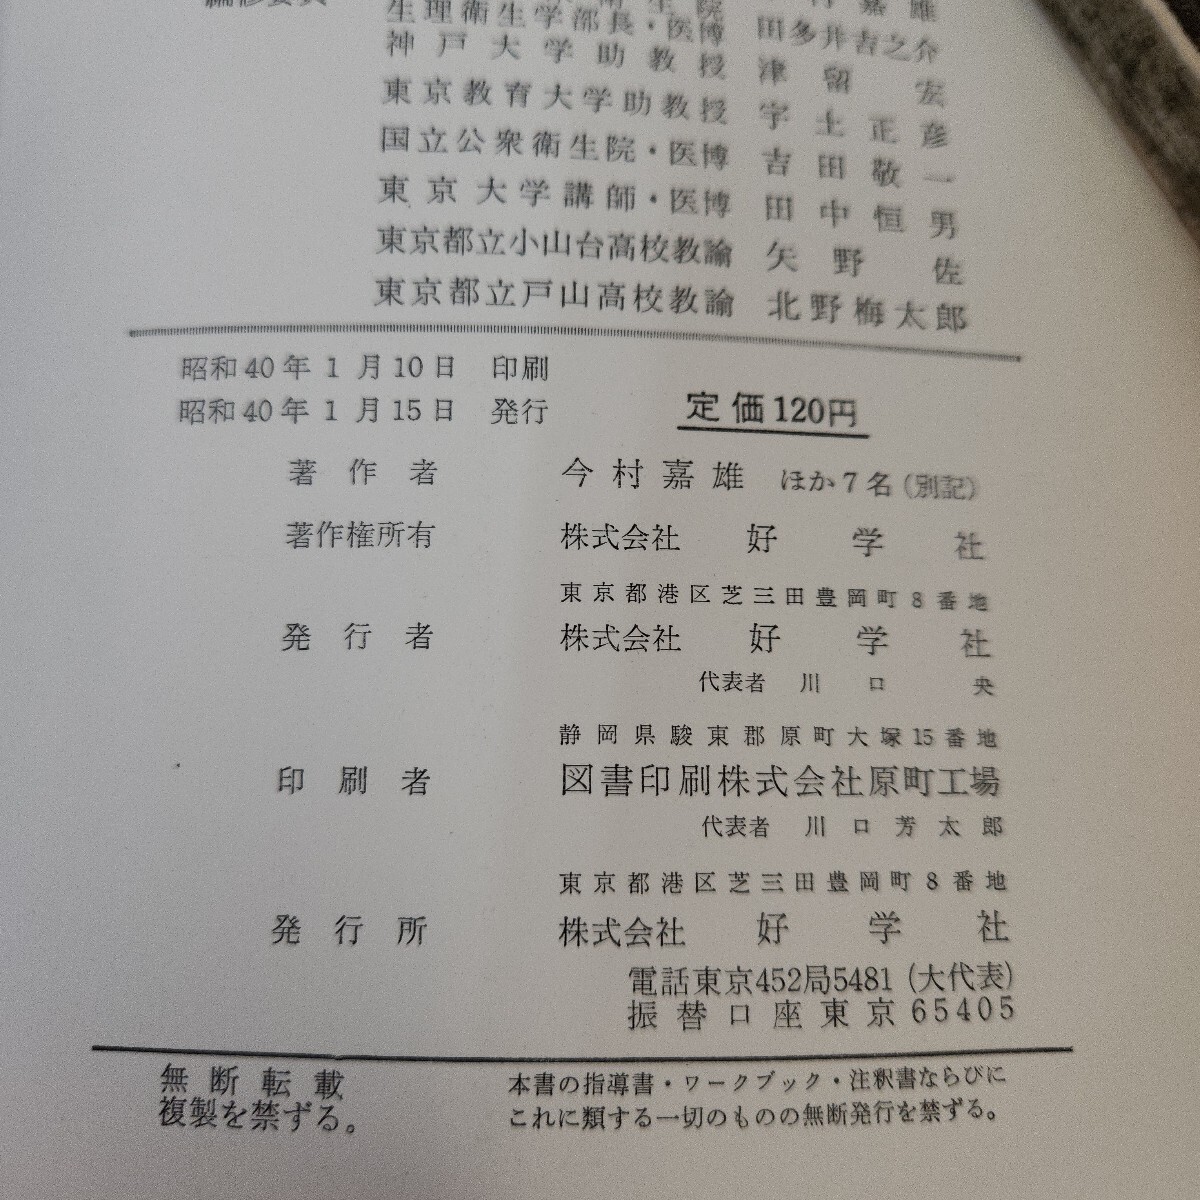 編修委員
嘉雄
生理衛生学部長・医博 田多井吉之介
神戸大学助教授 津留宏
東京教育大学助教授 宇土正彦
国立公衆衛生院・医博 吉田敬一
東京大学講師・医博 田中恒男
東京都立小山台高校教諭 矢野佐
東京都立戸山高校教諭 北野梅太郎
昭和40年1月10日 印刷
昭和40年1月15日 発行
定価120円
著作者 今村嘉雄 ほか7名(別記)
著作権所有 株式会社 好学社
東京都港区芝三田豊岡町8番地
発行者 株式会社 好学社
代表者 川口央
静岡県駿東郡原町大塚15番地
印刷者 図書印刷株式会社原町工場
代表者 川口芳太郎
東京都港区芝三田豊岡町8番地
発行所 株式会社 好学社
電話東京452局5481(大代表)
振替口座東京65405
無断転載
複製を禁ずる。
本書の指導書・ワークブック・注釈書ならびに
これに類する一切のものの無断発行を禁ずる。